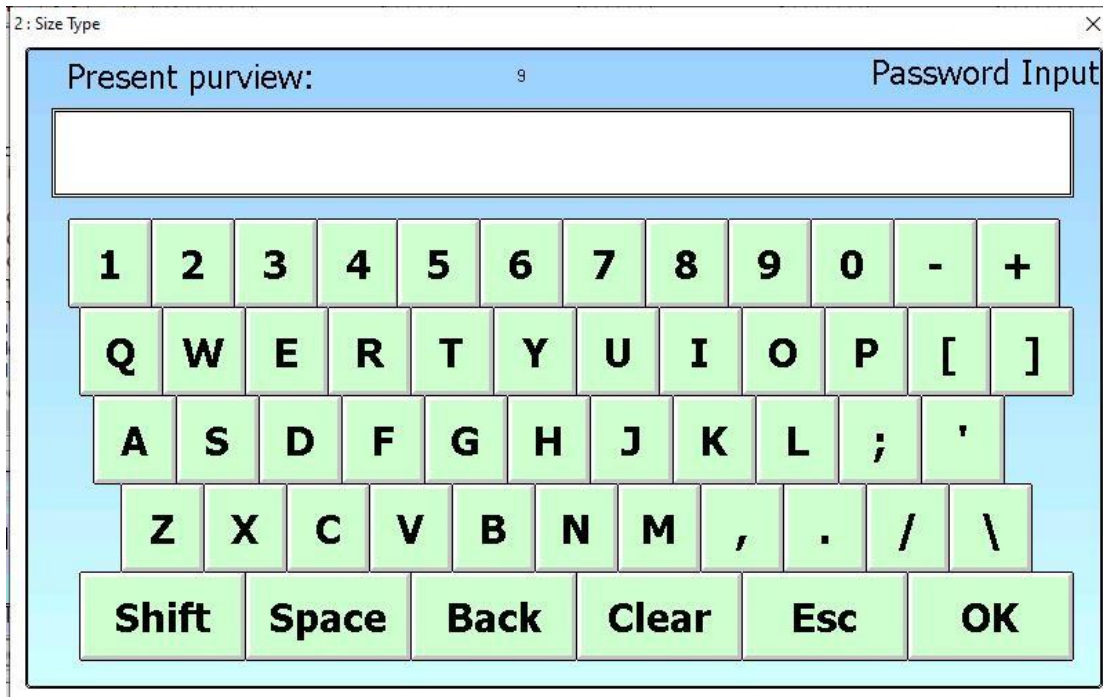 2 : Size Type
Present purview: 9 Password Input
1 2 3 4 5 6 7 8 9 0 - +
Q W E R T Y U I O P [ ]
A S D F G H J K L ; '
Z X C V B N M , . / \
Shift Space Back Clear Esc OK